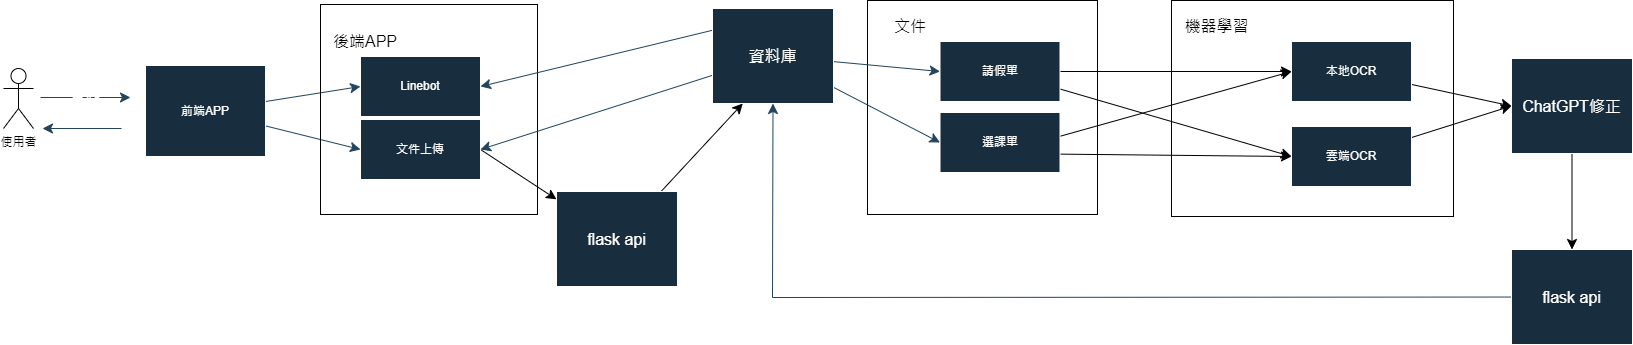 使用者
前端APP
後端APP
Linebot
文件上傳
flask api
資料庫
文件
請假單
選課單
機器學習
本地OCR
雲端OCR
ChatGPT修正
flask api